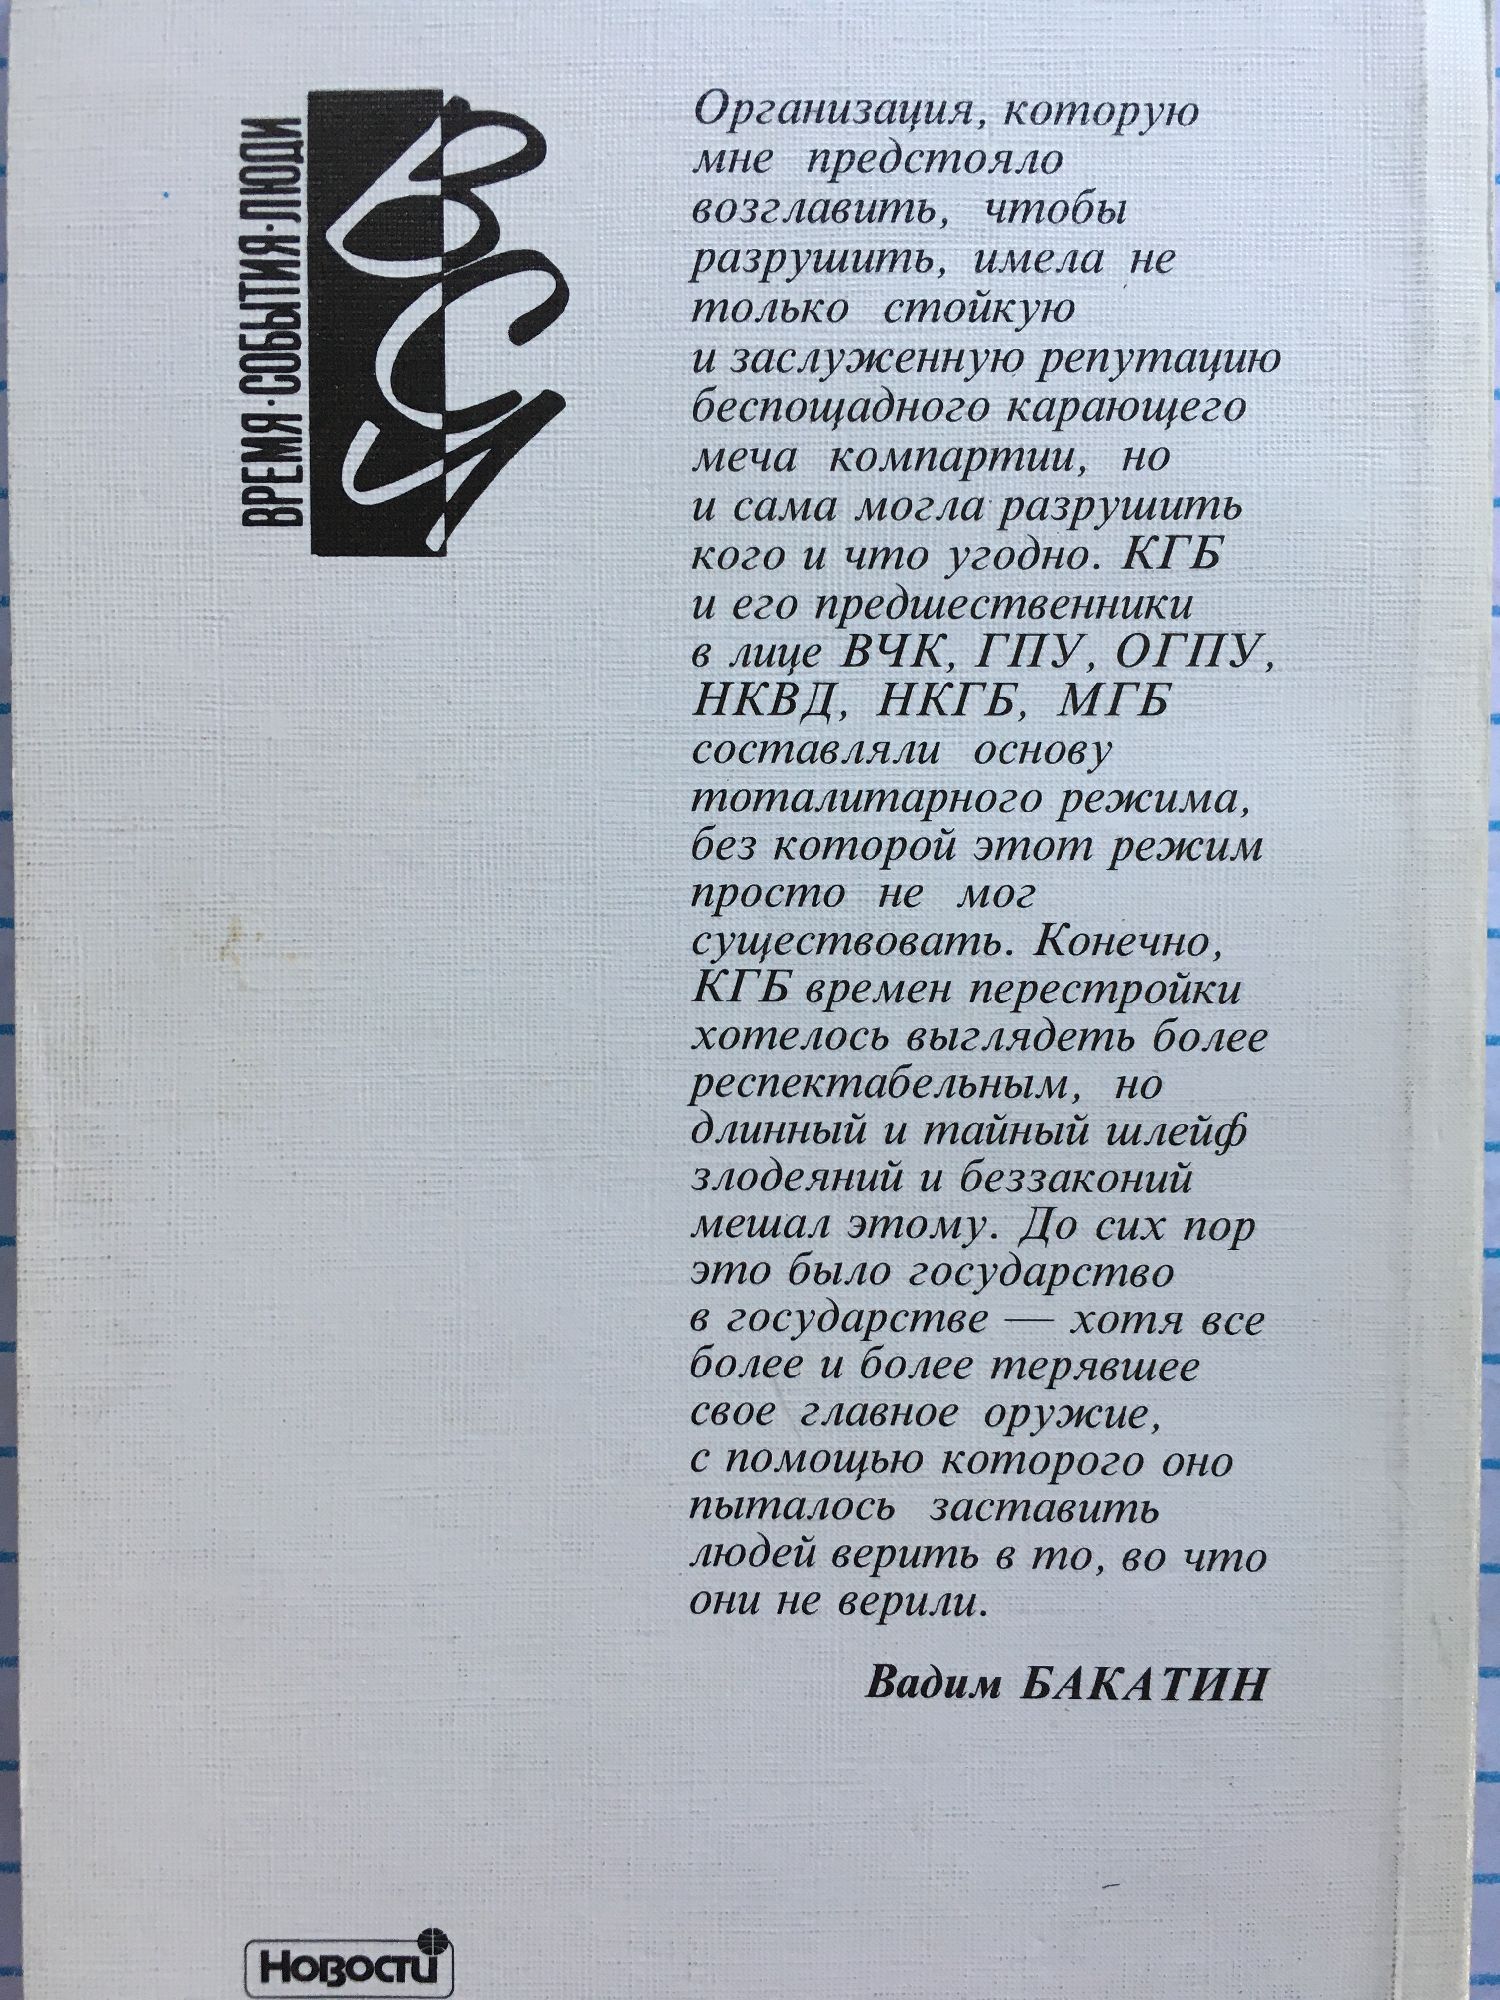 ВРЕМЯ·СОБЫТИЯ·ЛЮДИ
Организация, которую
мне предстояло
возглавить, чтобы
разрушить, имела не
только стойкую
и заслуженную репутацию
беспощадного карающего
меча компартии, но
и сама могла разрушить
кого и что угодно. КГБ
и его предшественники
в лице ВЧК, ГПУ, ОГПУ,
НКВД, НКГБ, МГБ
составляли основу
тоталитарного режима,
без которой этот режим
просто не мог
существовать. Конечно,
КГБ времен перестройки
хотелось выглядеть более
респектабельным, но
длинный и тайный шлейф
злодеяний и беззаконий
мешал этому. До сих пор
это было государство
в государстве — хотя все
более и более терявшее
свое главное оружие,
с помощью которого оно
пыталось заставить
людей верить в то, во что
они не верили.
Вадим БАКАТИН
Новости